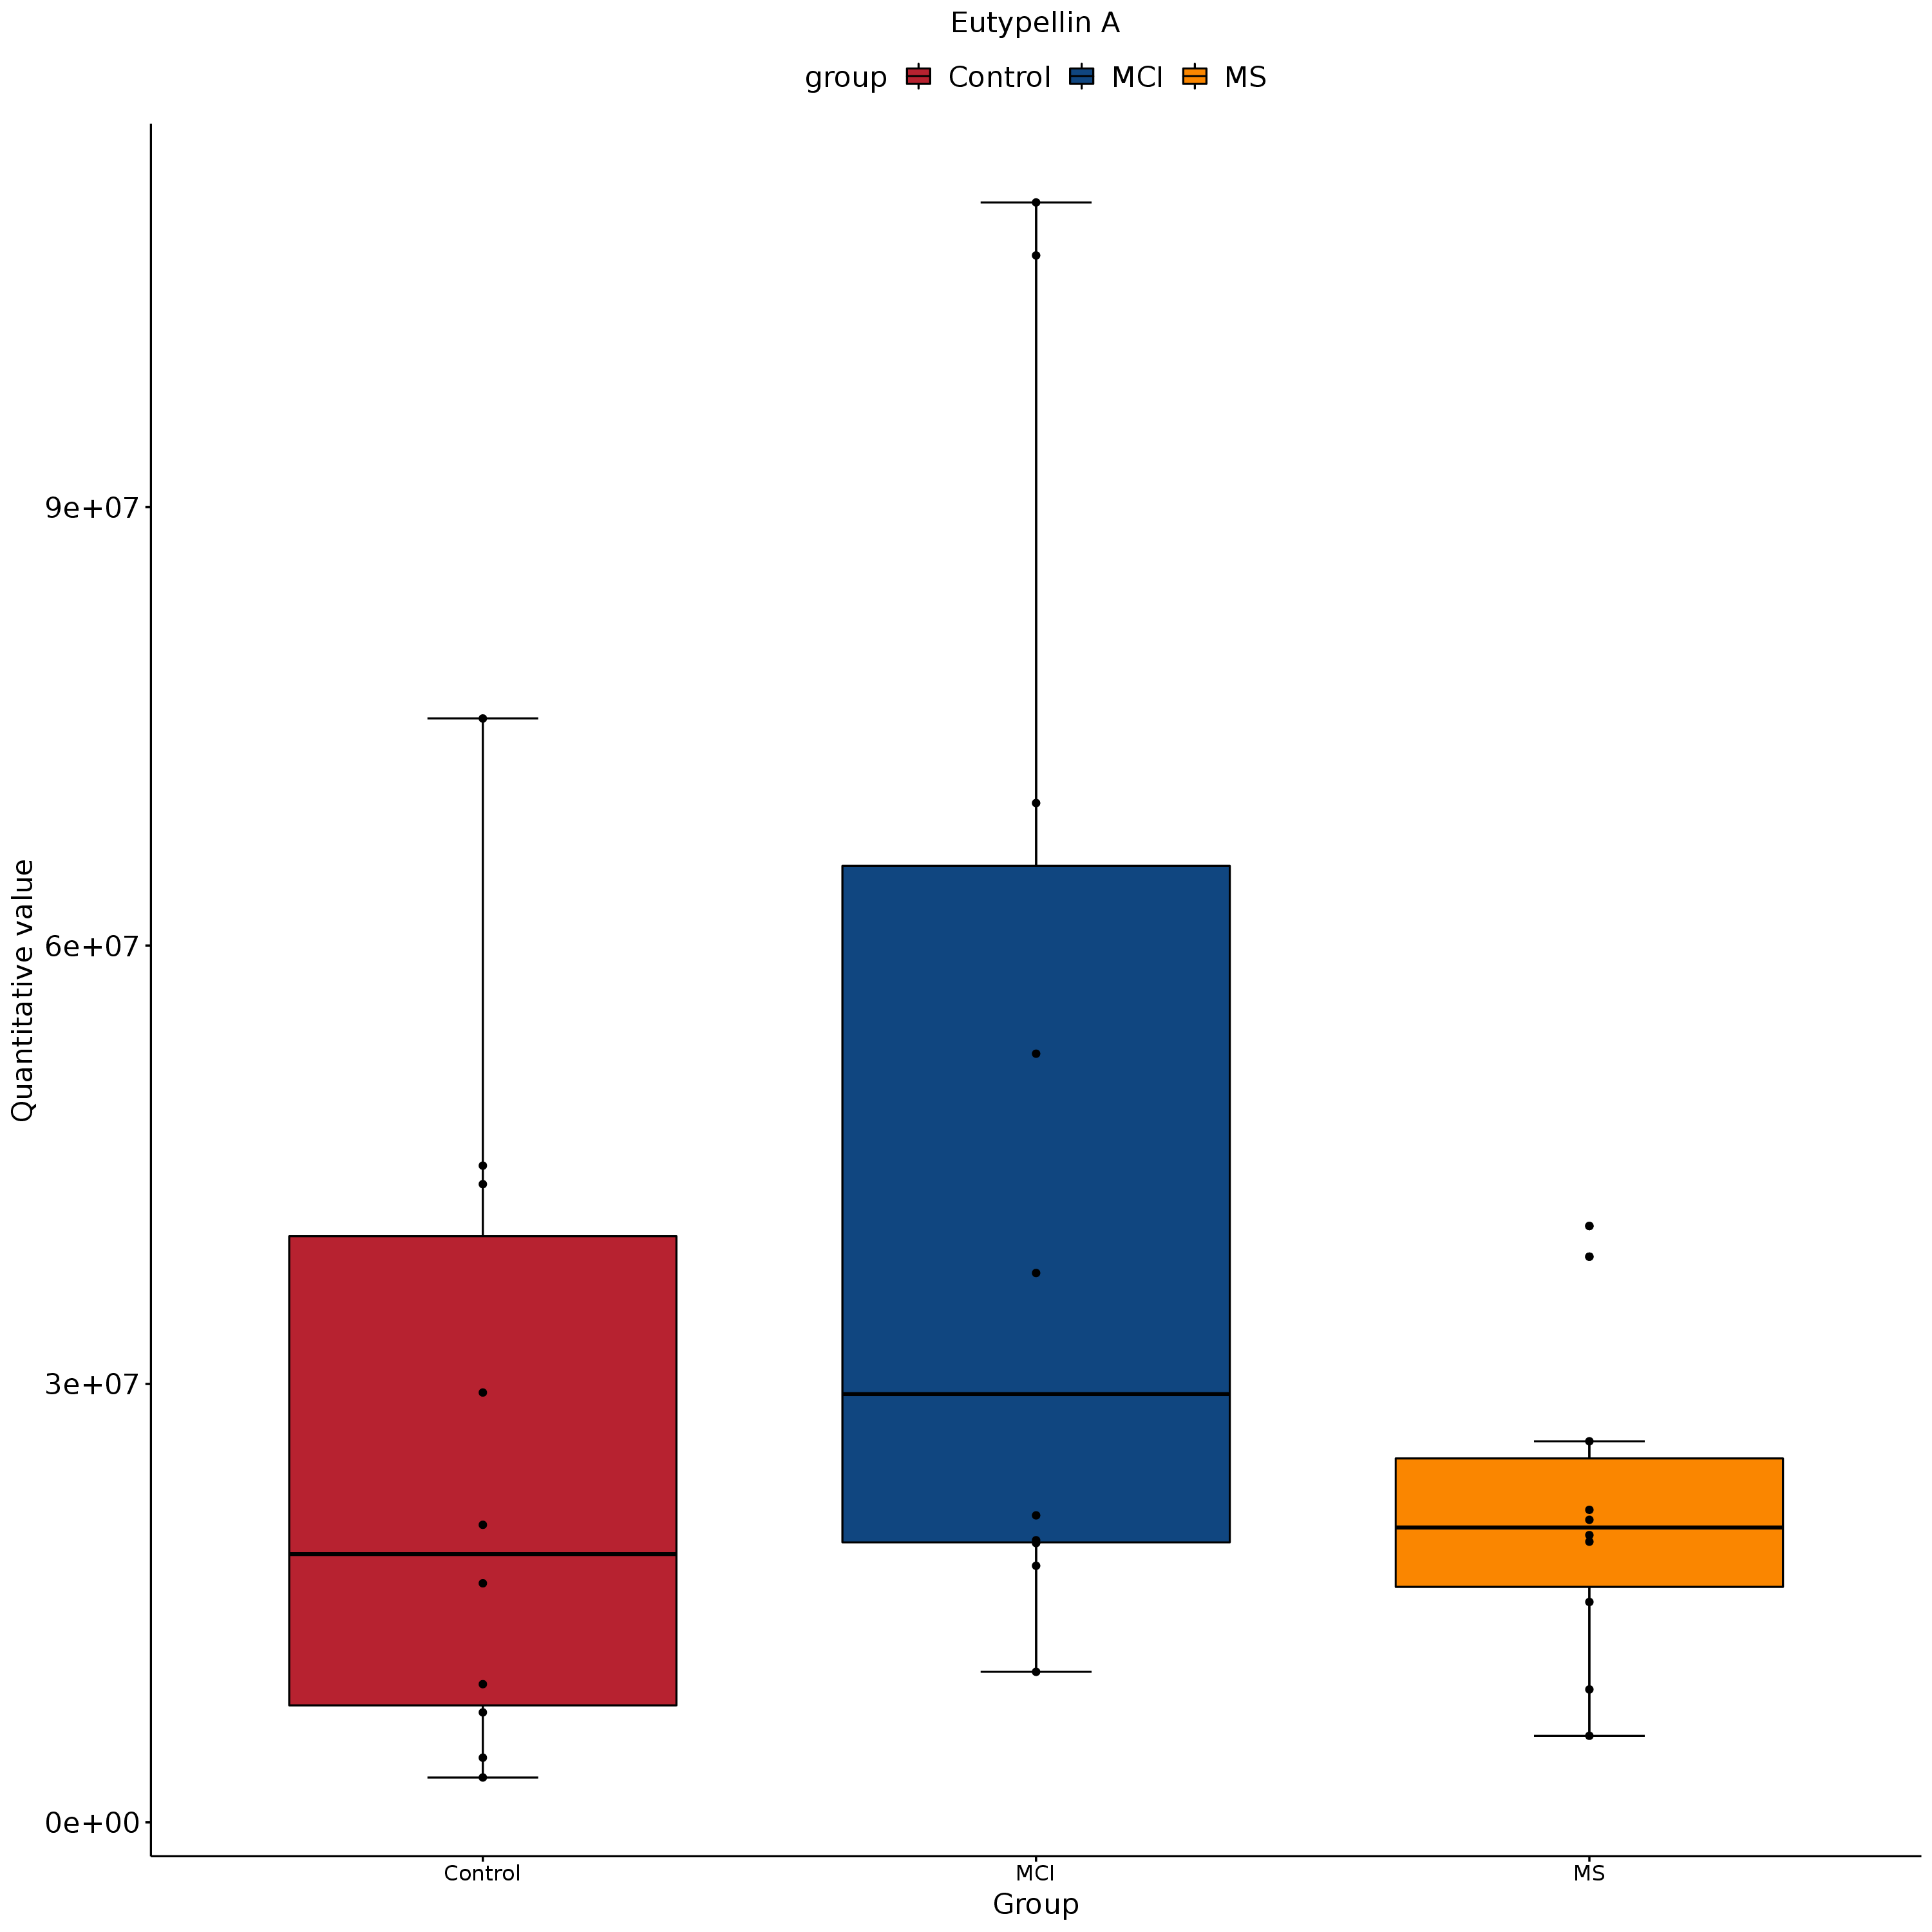 Eutypellin A
group Control MCI MS
9e+07
6e+07
3e+07
0e+00
Quantitative value
Control MCI MS
Group